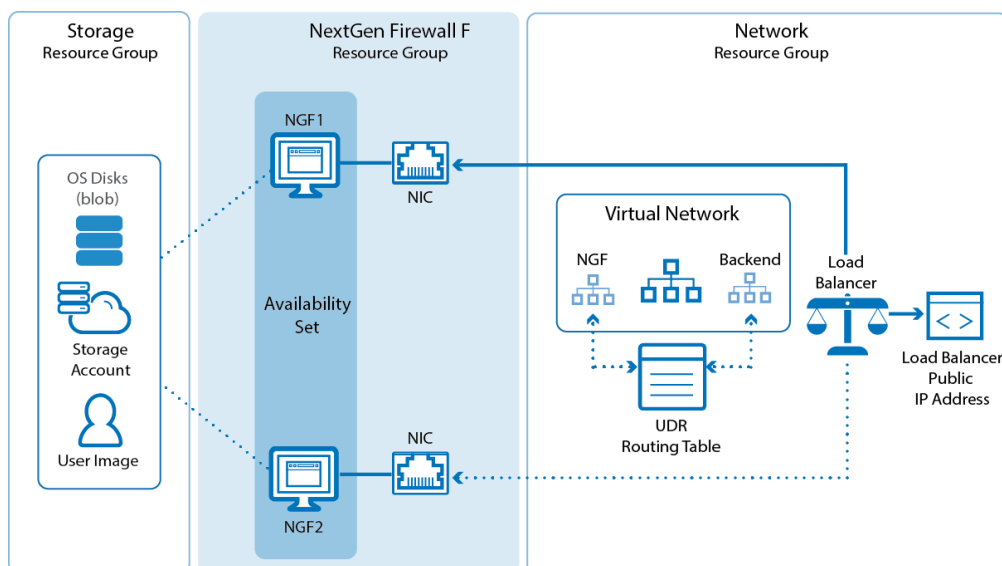 Storage
Resource Group
OS Disks
(blob)
Storage
Account
User Image
NextGen Firewall F
Resource Group
NGF1
NIC
Availability
Set
NIC
NGF2
Network
Resource Group
Virtual Network
NGF
Backend
UDR
Routing Table
Load
Balancer
< >
Load Balancer
Public
IP Address